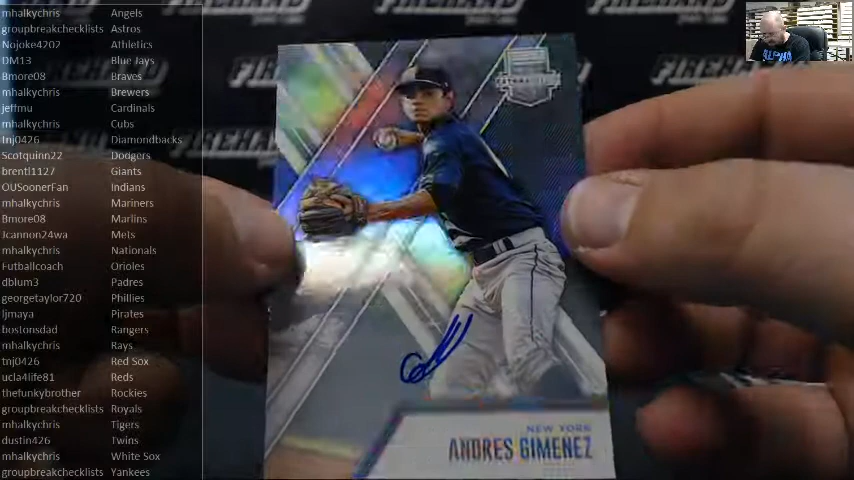 mhalkychris Angels
groupbreakchecklists Astros
Nojoke4202 Athletics
DM13 Blue Jays
Bmore08 Braves
mhalkychris Brewers
jeffmu Cardinals
mhalkychris Cubs
tnj0426 Diamondbacks
Scotquinn22 Dodgers
brentl1127 Giants
OUSoonerFan Indians
mhalkychris Mariners
Bmore08 Marlins
Jcannon24wa Mets
mhalkychris Nationals
Futballcoach Orioles
dblum3 Padres
georgetaylor720 Phillies
ljmaya Pirates
bostonsdad Rangers
mhalkychris Rays
tnj0426 Red Sox
ucla4life81 Reds
thefunkybrother Rockies
groupbreakchecklists Royals
mhalkychris Tigers
dustin426 Twins
mhalkychris White Sox
groupbreakchecklists Yankees
NEW YORK
ANDRES GIMENEZ